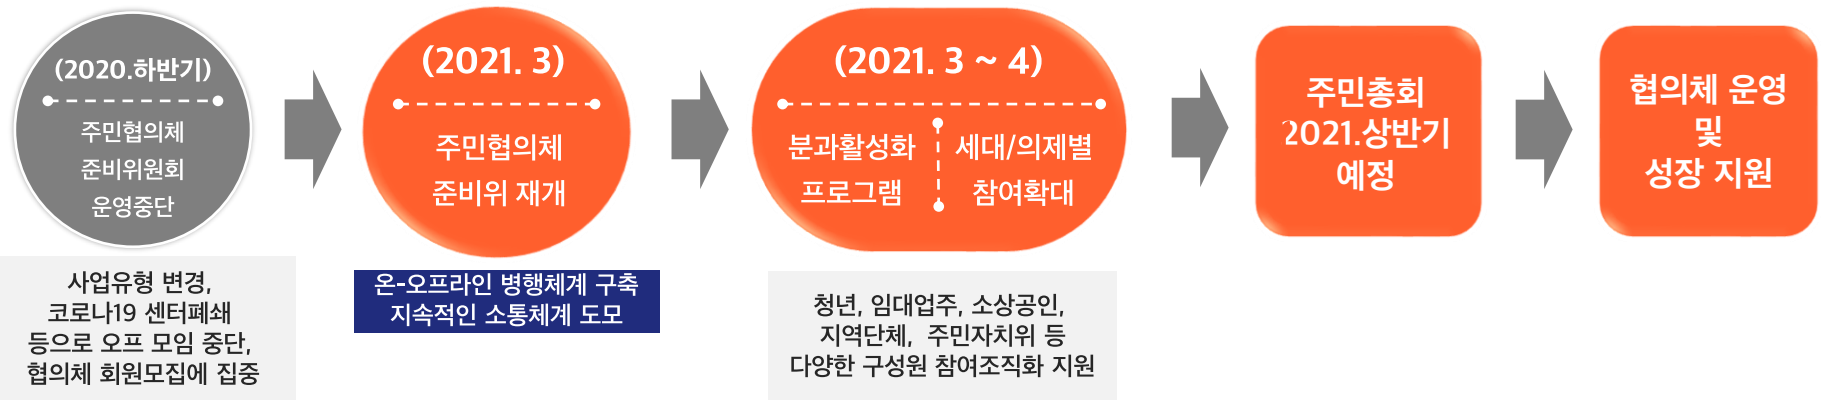 (2020.하반기)
주민협의체
준비위원회
운영중단
사업유형 변경,
코로나19 센터폐쇄
등으로 오프 모임 중단,
협의체 회원모집에 집중
(2021. 3)
주민협의체
준비위 재개
온-오프라인 병행체계 구축
지속적인 소통체계 도모
(2021. 3 ~ 4)
분과활성화
프로그램
세대/의제별
참여확대
청년, 임대업주, 소상공인,
지역단체, 주민자치위 등
다양한 구성원 참여조직화 지원
주민총회
2021.상반기
예정
협의체 운영
및
성장 지원